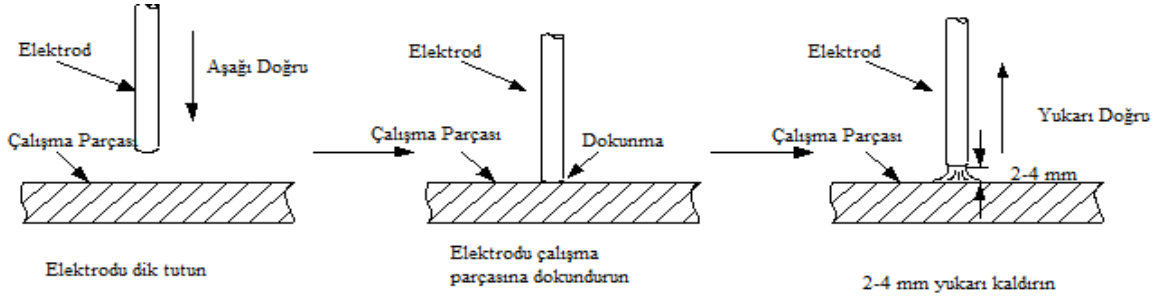 Elektrod
Aşağı Doğru
Çalışma Parçası
Elektrodu dik tutun
Elektrod
Çalışma Parçası
Dokunma
Elektrodu çalışma
parçasına dokundurun
Elektrod
Yukarı Doğru
Çalışma Parçası
2-4 mm
2-4 mm yukarı kaldırın